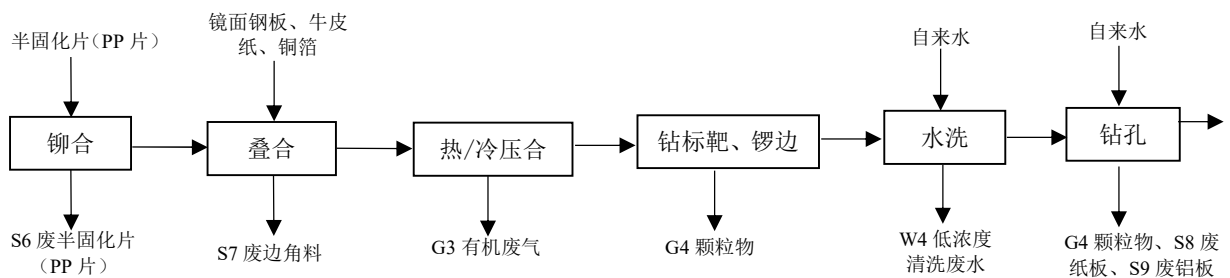 半固化片（PP 片）
镜面钢板、牛皮
纸、铜箔
自来水
自来水
铆合
叠合
热/冷压合
钻标靶、锣边
水洗
钻孔
S6 废半固化片
（PP 片）
S7 废边角料
G3 有机废气
G4 颗粒物
W4 低浓度
清洗废水
G4 颗粒物、S8 废
纸板、S9 废铝板